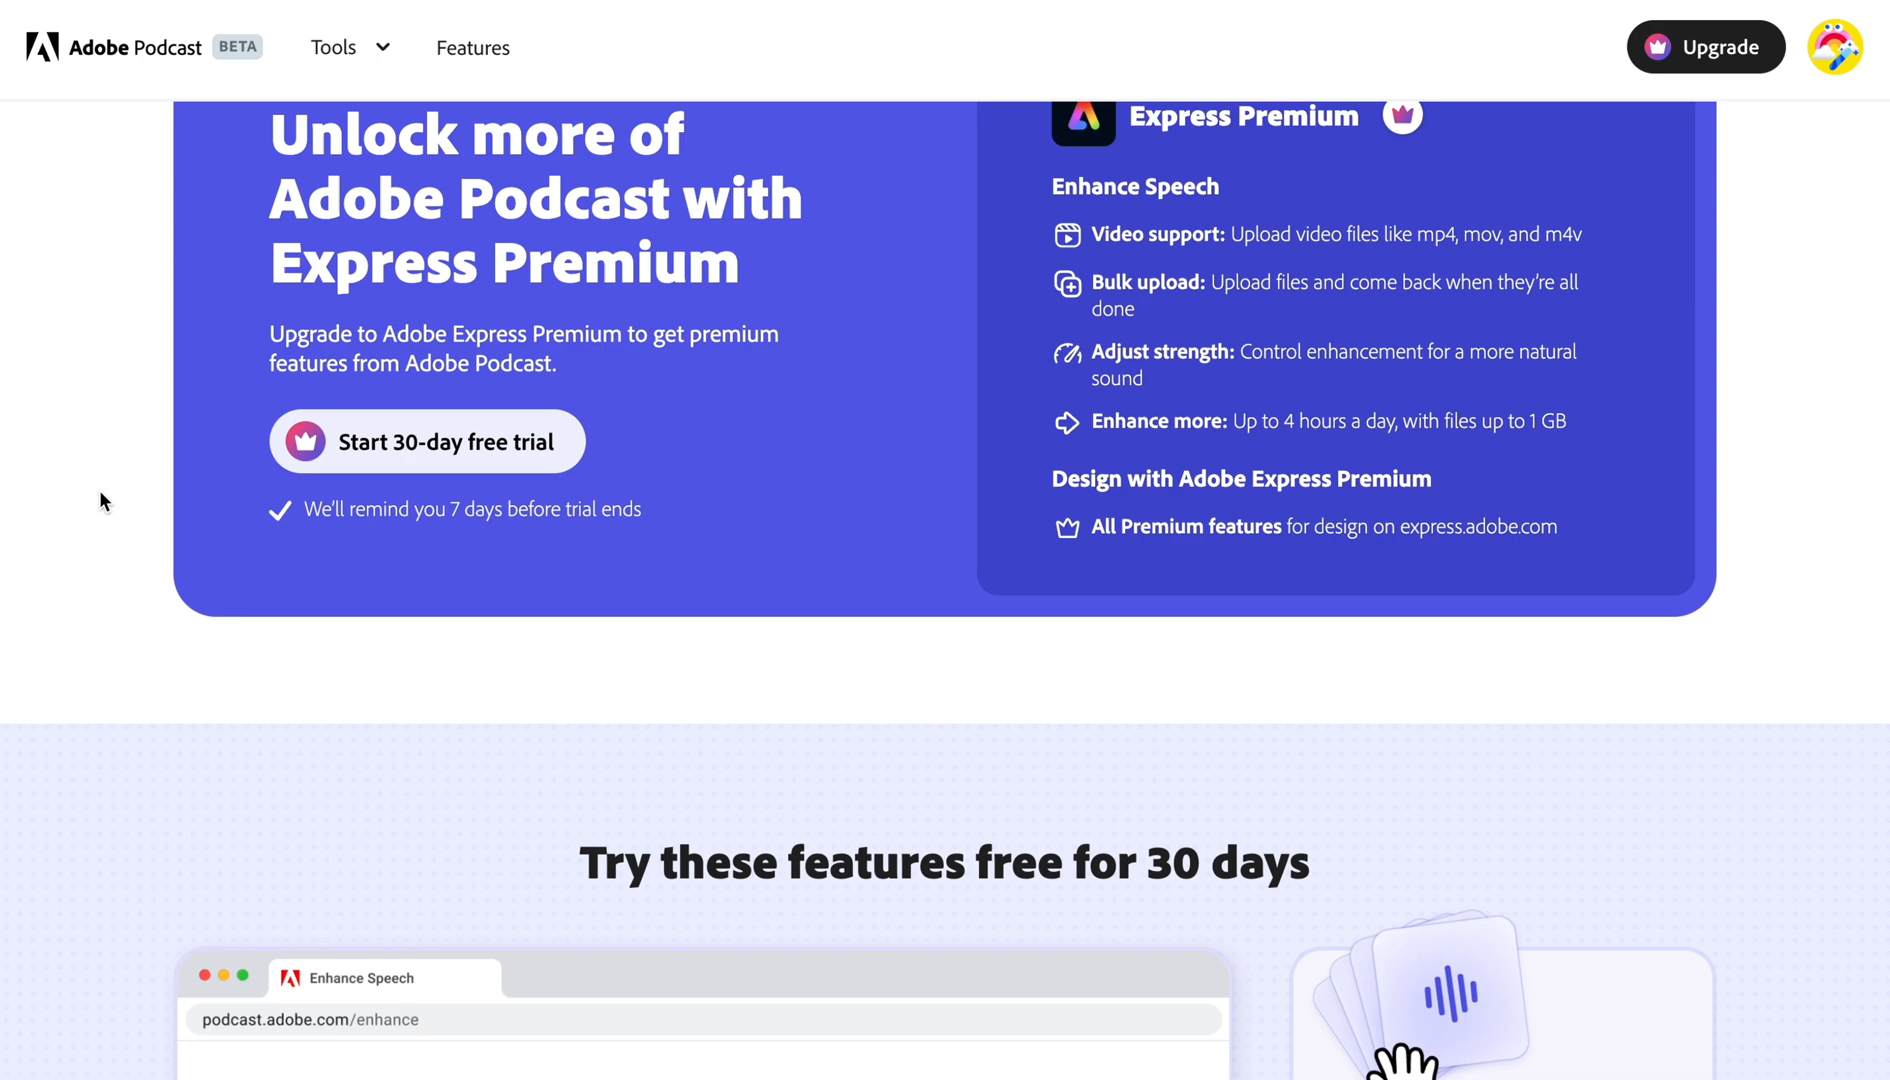 Adobe Podcast BETA Tools Features Upgrade
Unlock more of
Adobe Podcast with
Express Premium
Upgrade to Adobe Express Premium to get premium
features from Adobe Podcast.
Start 30-day free trial
We'll remind you 7 days before trial ends
Express Premium
Enhance Speech
Video support: Upload video files like mp4, mov, and m4v
Bulk upload: Upload files and come back when they're all
done
Adjust strength: Control enhancement for a more natural
sound
Enhance more: Up to 4 hours a day, with files up to 1 GB
Design with Adobe Express Premium
All Premium features for design on express.adobe.com
Try these features free for 30 days
Enhance Speech
podcast.adobe.com/enhance